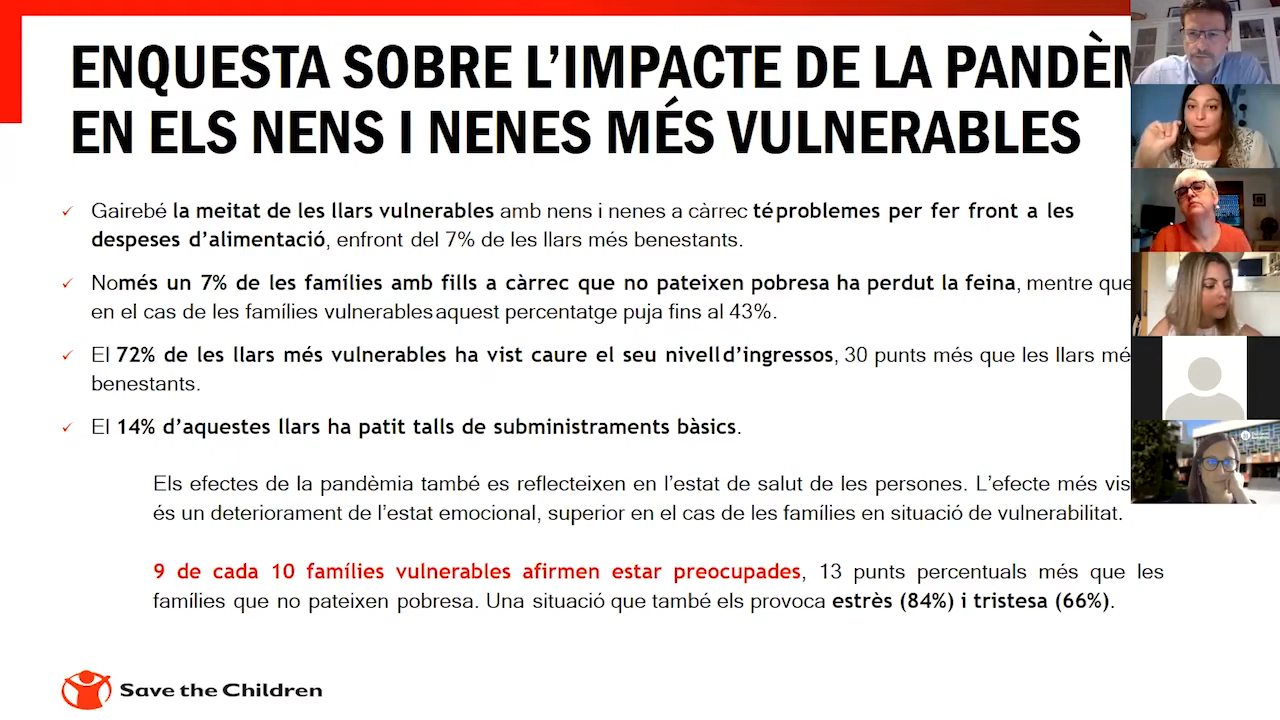 ENQUESTA SOBRE L'IMPACTE DE LA
EN ELS NENS I NENES MÉS VULNERABLES
Gairebé la meitat de les llars vulnerables amb nens i nenes a càrrec té problemes per fer front a les
despeses d'alimentació, enfront del 7% de les llars més benestants.
Només un 7% de les famílies amb fills a càrrec que no pateixen pobresa ha perdut la feina, mentre que
en el cas de les famílies vulnerables aquest percentatge puja fins al 43%.
El 72% de les llars més vulnerables ha vist caure el seu nivell d'ingressos, 30 punts més que les llars
benestants.
El 14% d'aquestes llars ha patit talls de subministraments bàsics.
Els efectes de la pandèmia també es reflecteixen en l'estat de salut de les persones. L'efecte més
és un deteriorament de l'estat emocional, superior en el cas de les famílies en situació de vulnerabilitat.
9 de cada 10 famílies vulnerables afirmen estar preocupades, 13 punts percentuals més que les
famílies que no pateixen pobresa. Una situació que també els provoca estrès (84%) i tristesa (66%).
Save the Children